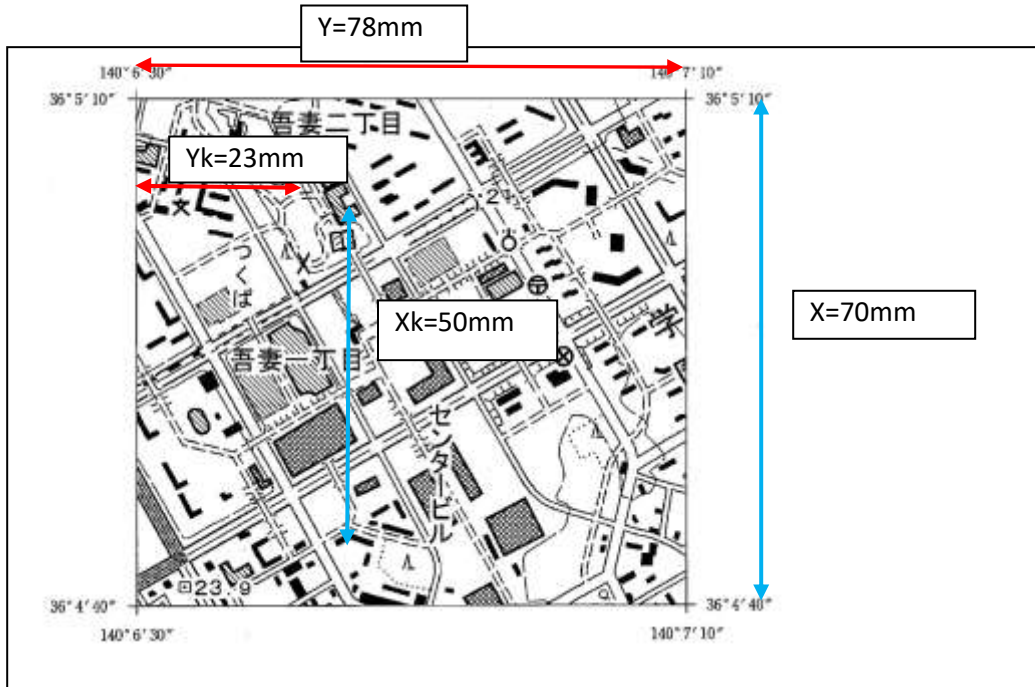 Y=78mm
140°6′30″
140°7′10″
36°5′10″
36°5′10″
吾妻二丁目
Yk=23mm
24
つくば
Xk=50mm
X=70mm
学
吾妻一丁目
センタービル
23.9
36°4′40″
36°4′40″
140°6′30″
140°7′10″